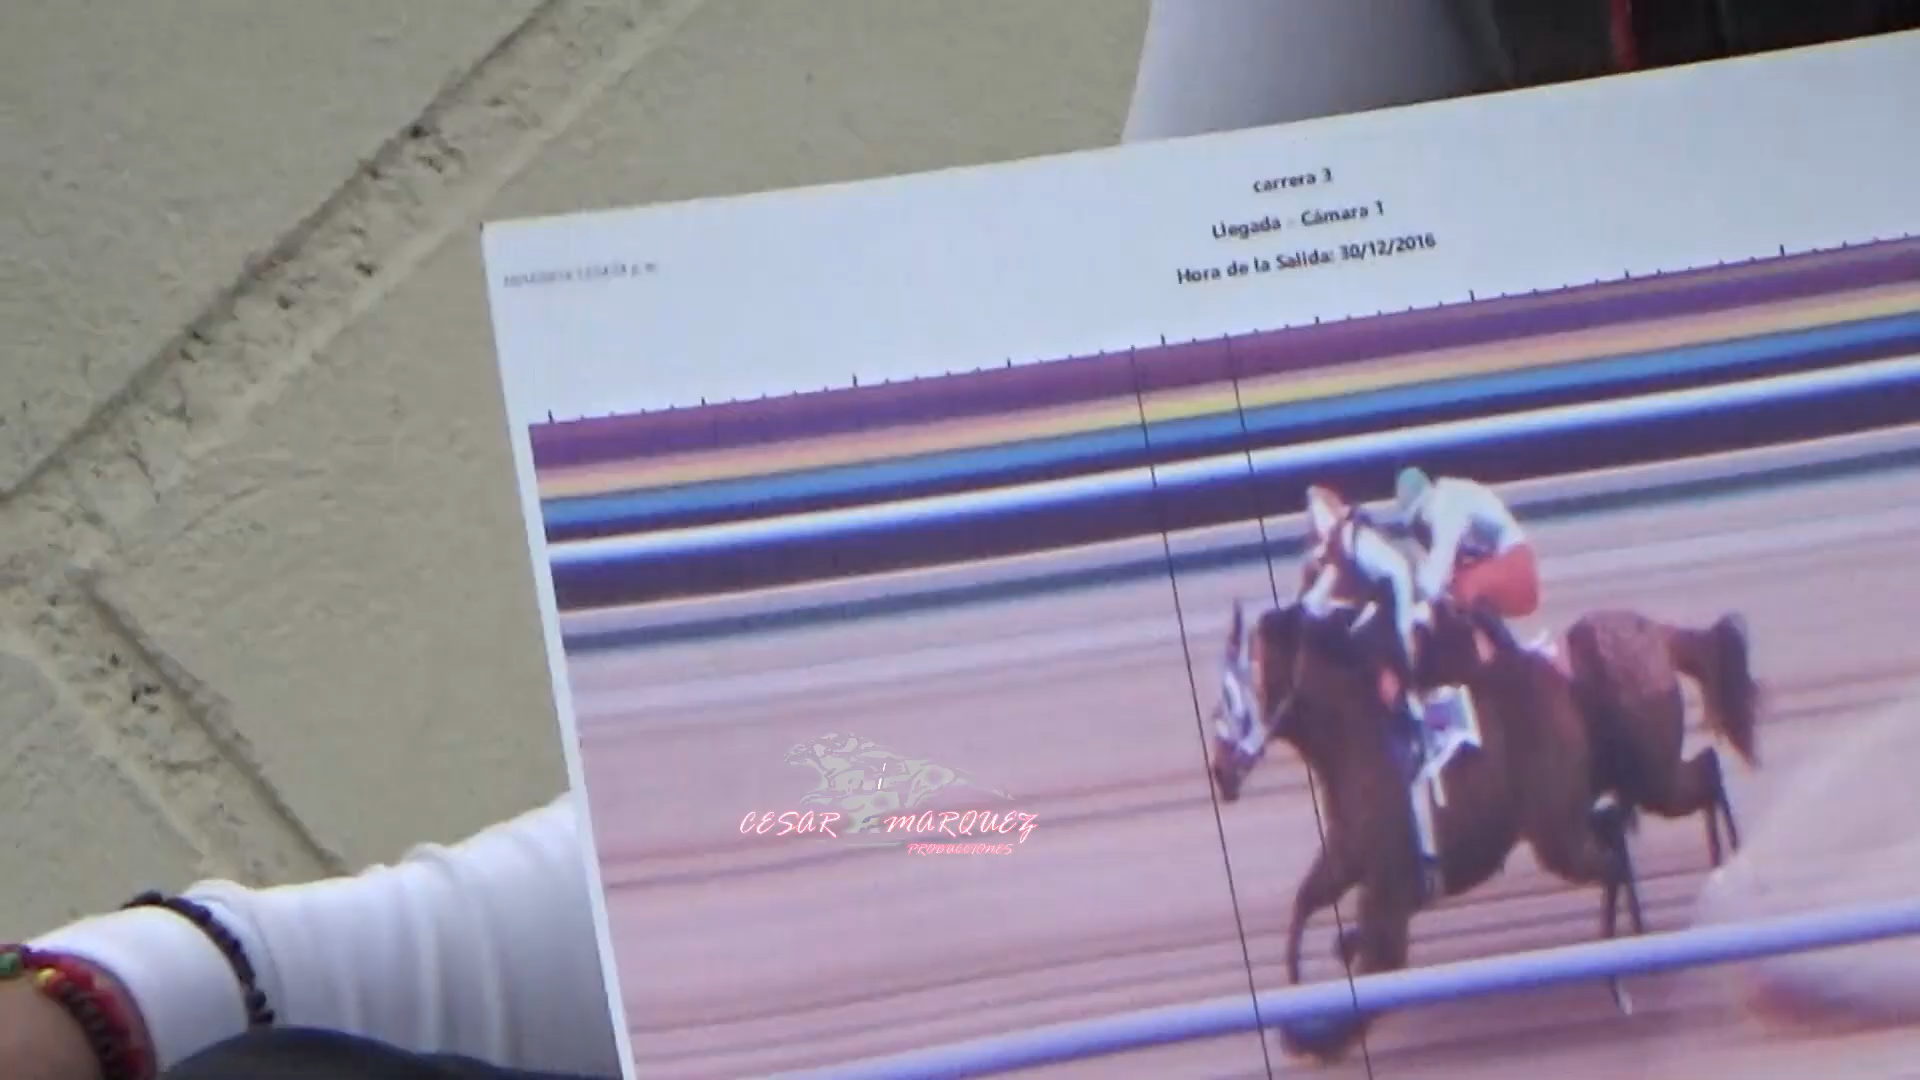 carrera 3
Llegada - Cámara 1
Hora de la Salida: 30/12/2016
CESAR MARQUEZ
PRODUCCIONES